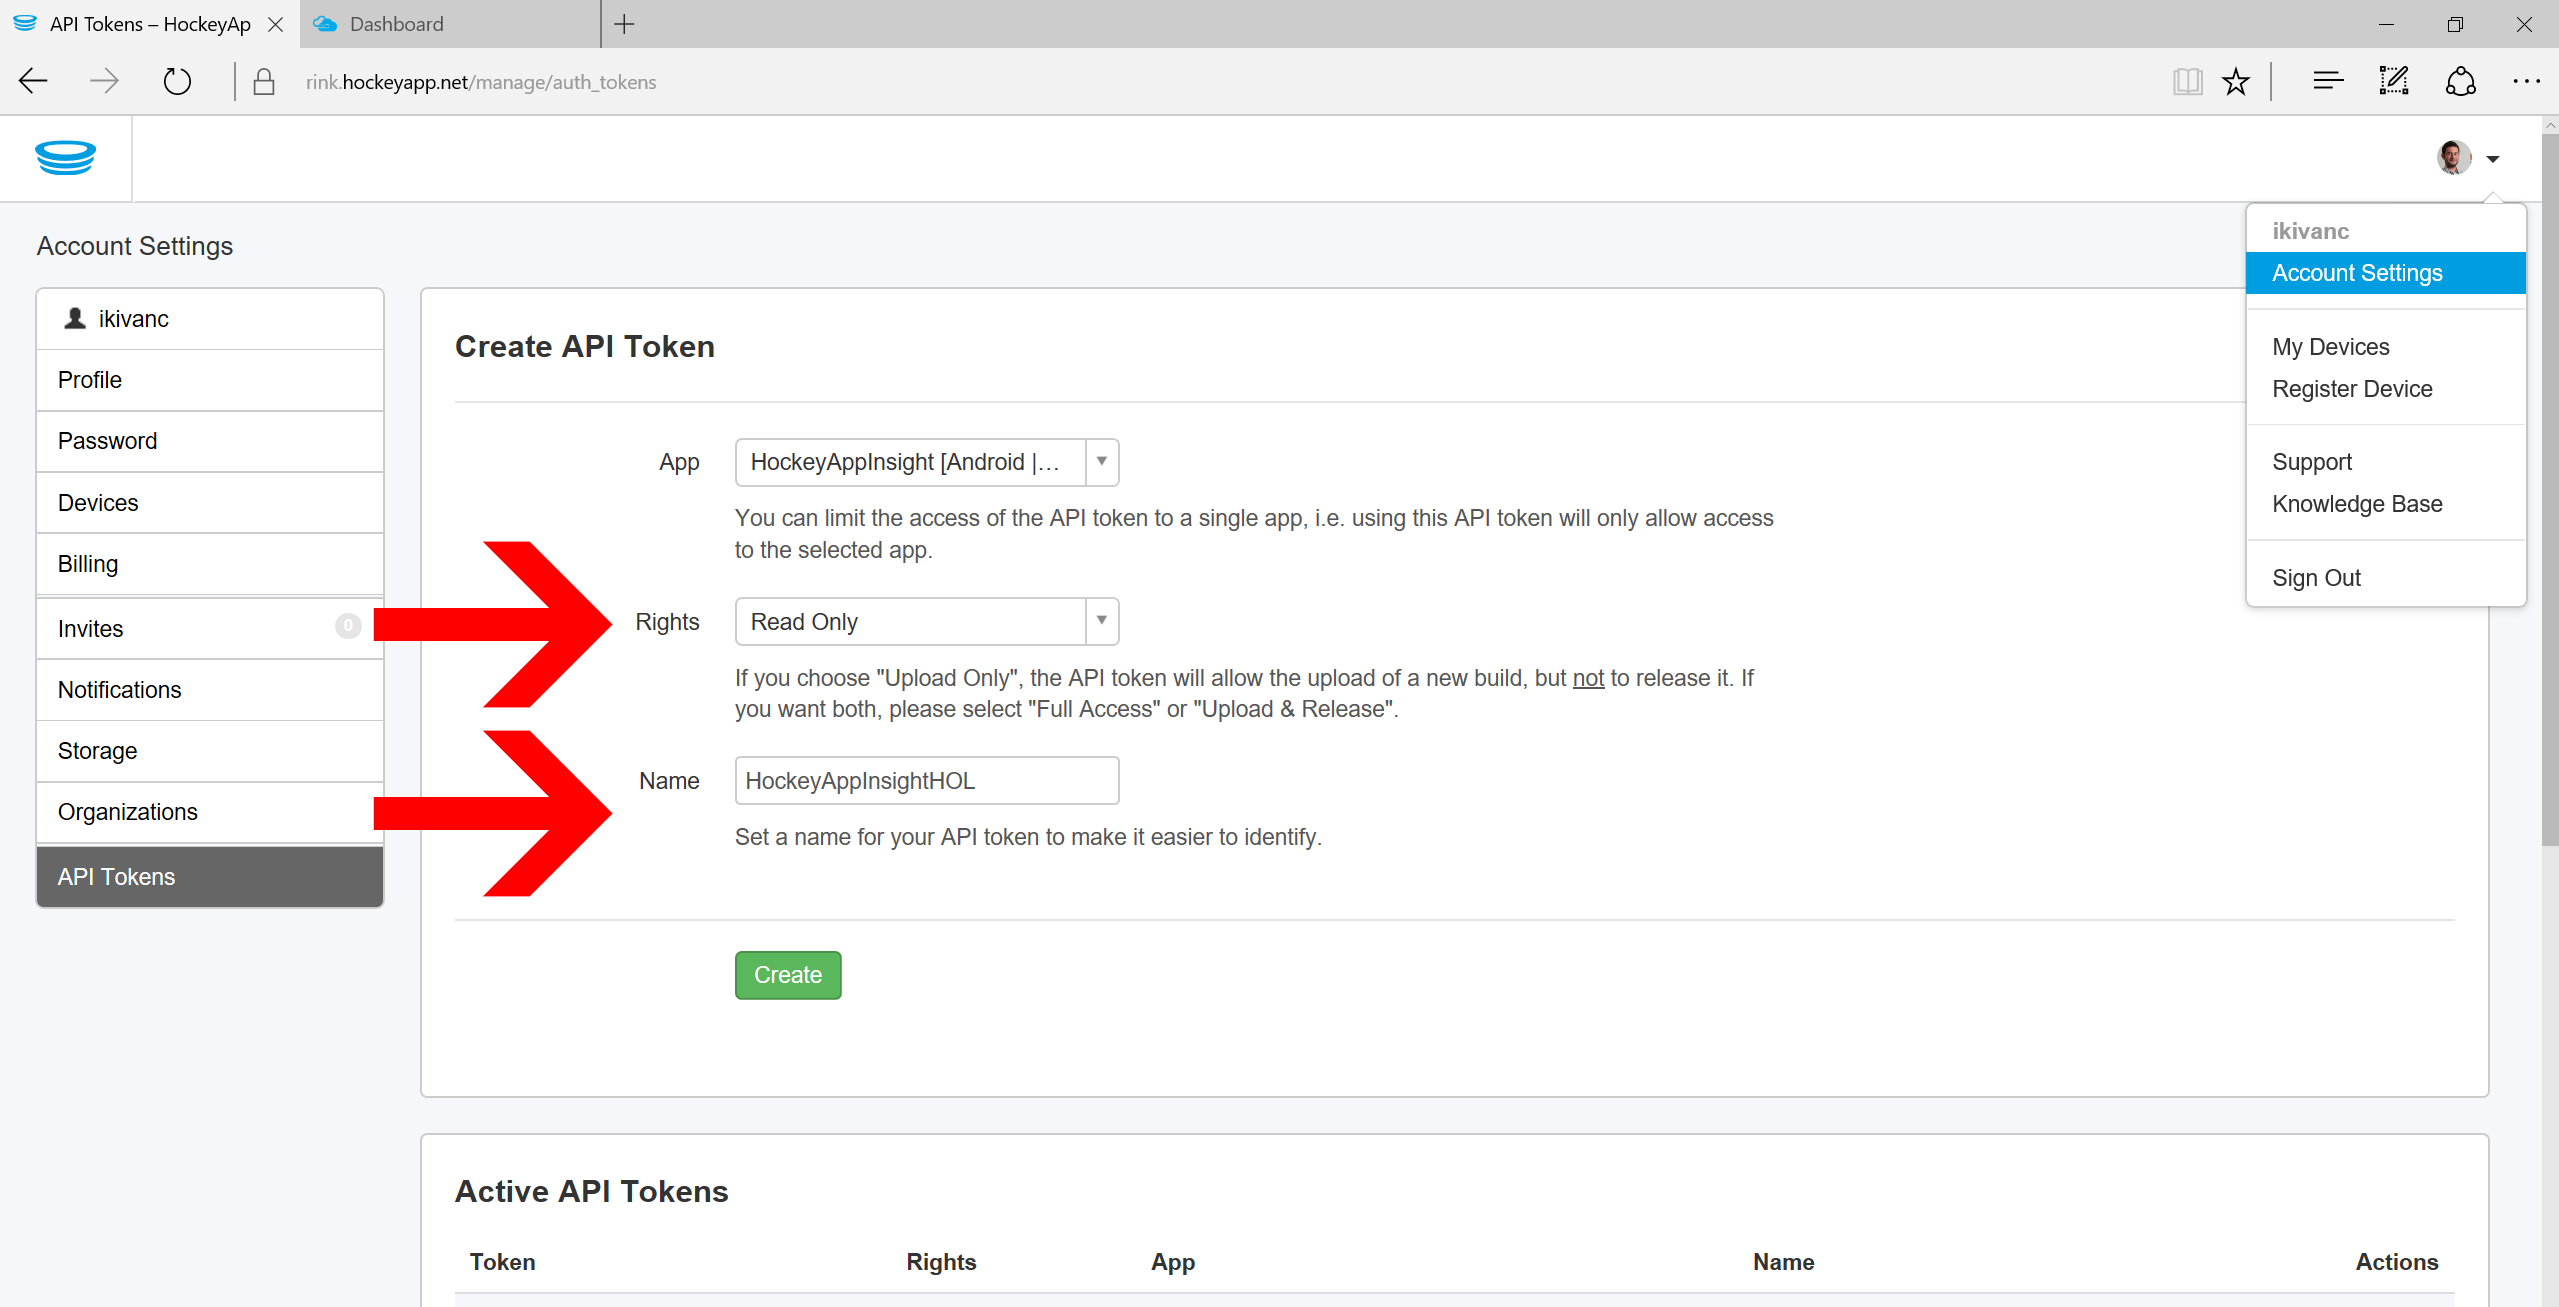 API Tokens – HockeyAp
Dashboard
rink.hockeyapp.net/manage/auth_tokens
Account Settings
ikivanc
Profile
Password
Devices
Billing
Invites 0
Notifications
Storage
Organizations
API Tokens
Create API Token
App HockeyAppInsight [Android |…
You can limit the access of the API token to a single app, i.e. using this API token will only allow access
to the selected app.
Rights Read Only
If you choose "Upload Only", the API token will allow the upload of a new build, but not to release it. If
you want both, please select "Full Access" or "Upload & Release".
Name HockeyAppInsightHOL
Set a name for your API token to make it easier to identify.
Create
ikivanc
Account Settings
My Devices
Register Device
Support
Knowledge Base
Sign Out
Active API Tokens
Token Rights App Name Actions